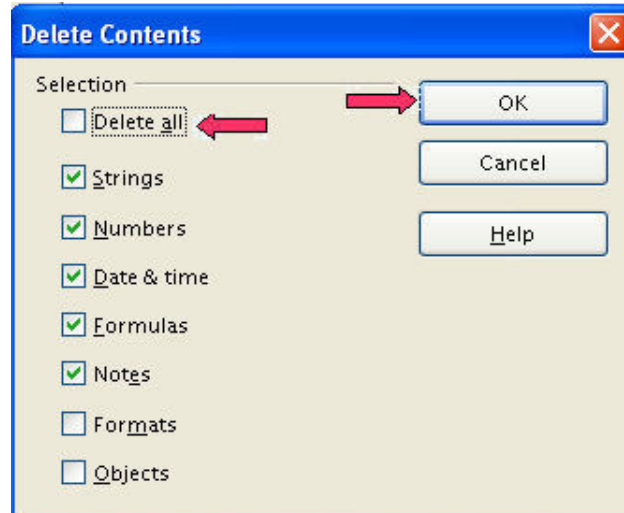 Delete Contents
Selection
Delete all
Strings
Numbers
Date & time
Formulas
Notes
Formats
Objects
OK
Cancel
Help